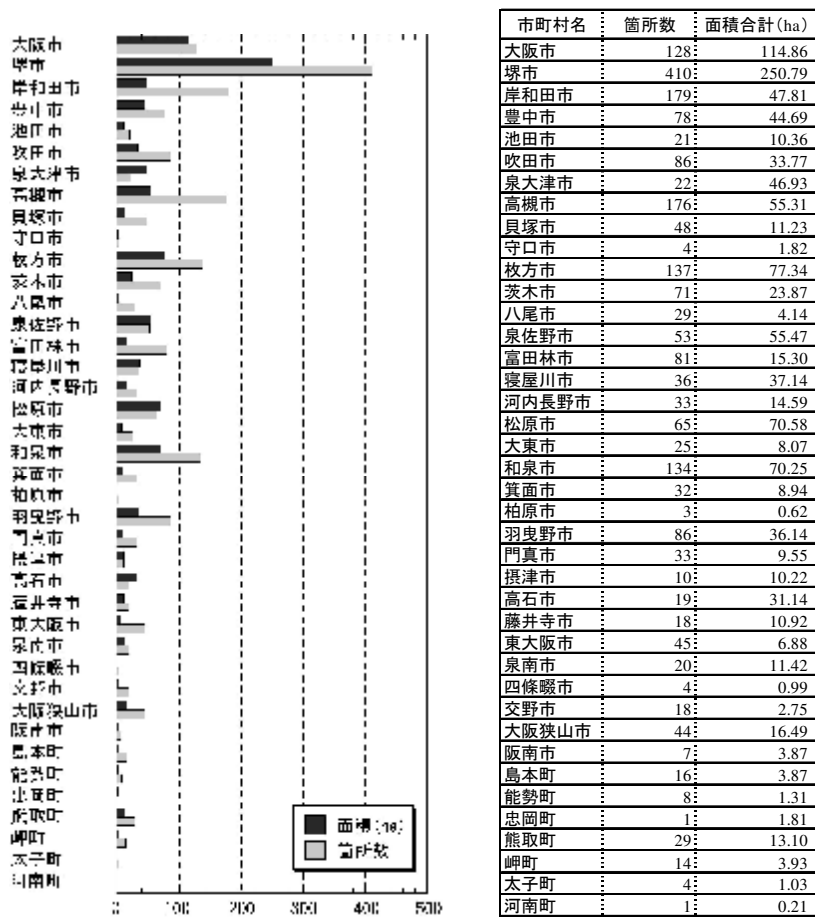 大阪市
堺市
岸和田市
豊中市
池田市
吹田市
泉大津市
高槻市
貝塚市
守口市
枚方市
茨木市
八尾市
泉佐野市
富田林市
寝屋川市
河内長野市
松原市
大東市
和泉市
箕面市
柏原市
羽曳野市
門真市
摂津市
高石市
藤井寺市
東大阪市
泉南市
四條畷市
交野市
大阪狭山市
阪南市
島本町
能勢町
忠岡町
熊取町
岬町
太子町
河南町
0 100 200 300 400 500
面積(ha)
箇所数
市町村名 箇所数 面積合計(ha)
大阪市 128 114.86
堺市 410 250.79
岸和田市 179 47.81
豊中市 78 44.69
池田市 21 10.36
吹田市 86 33.77
泉大津市 22 46.93
高槻市 176 55.31
貝塚市 48 11.23
守口市 4 1.82
枚方市 137 77.34
茨木市 71 23.87
八尾市 29 4.14
泉佐野市 53 55.47
富田林市 81 15.30
寝屋川市 36 37.14
河内長野市 33 14.59
松原市 65 70.58
大東市 25 8.07
和泉市 134 70.25
箕面市 32 8.94
柏原市 3 0.62
羽曳野市 86 36.14
門真市 33 9.55
摂津市 10 10.22
高石市 19 31.14
藤井寺市 18 10.92
東大阪市 45 6.88
泉南市 20 11.42
四條畷市 4 0.99
交野市 18 2.75
大阪狭山市 44 16.49
阪南市 7 3.87
島本町 16 3.87
能勢町 8 1.31
忠岡町 1 1.81
熊取町 29 13.10
岬町 14 3.93
太子町 4 1.03
河南町 1 0.21